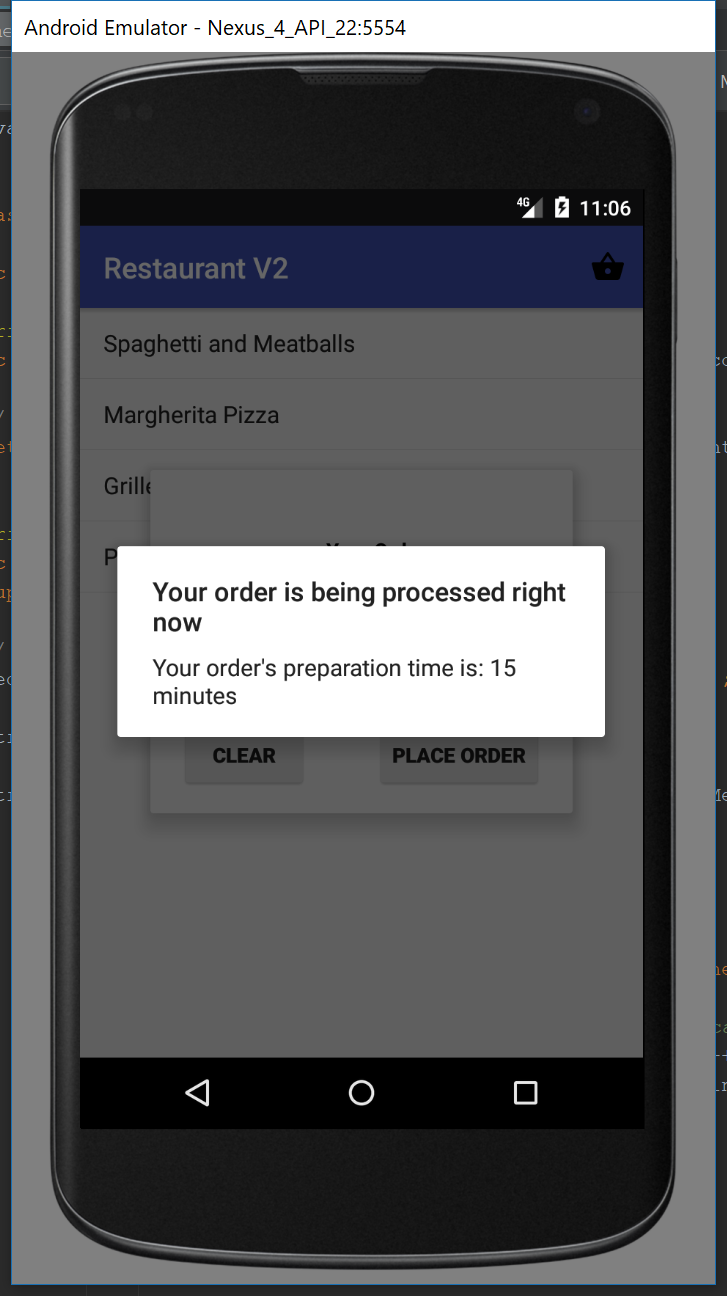 Android Emulator - Nexus_4_API_22:5554
4G 11:06
Restaurant V2
Spaghetti and Meatballs
Margherita Pizza
Your order is being processed right
now
Your order's preparation time is: 15
minutes
CLEAR PLACE ORDER